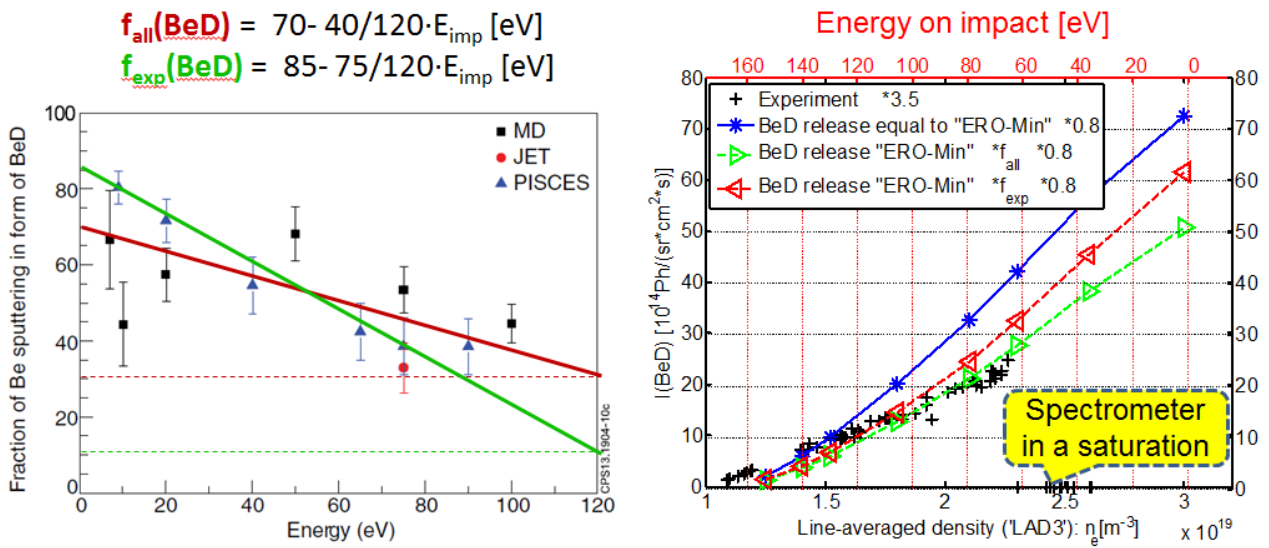 f_all(BeD) = 70- 40/120·E_imp [eV]
f_exp(BeD) = 85- 75/120·E_imp [eV]
Fraction of Be sputtering in form of BeD
100
80
60
40
20
0
0 20 40 60 80 100 120
Energy (eV)
MD
JET
PISCES
CPS13.1904-10c
Energy on impact [eV]
160 140 120 100 80 60 40 20 0
I(BeD) [10^14Ph/(sr*cm^2*s)]
80
70
60
50
40
30
20
10
0
80
70
60
50
40
30
20
10
0
Experiment *3.5
BeD release equal to "ERO-Min" *0.8
BeD release "ERO-Min" *f_all *0.8
BeD release "ERO-Min" *f_exp *0.8
Spectrometer
in a saturation
1 1.5 2 2.5 3
Line-averaged density ('LAD3'): n_e[m^-3] x 10^19